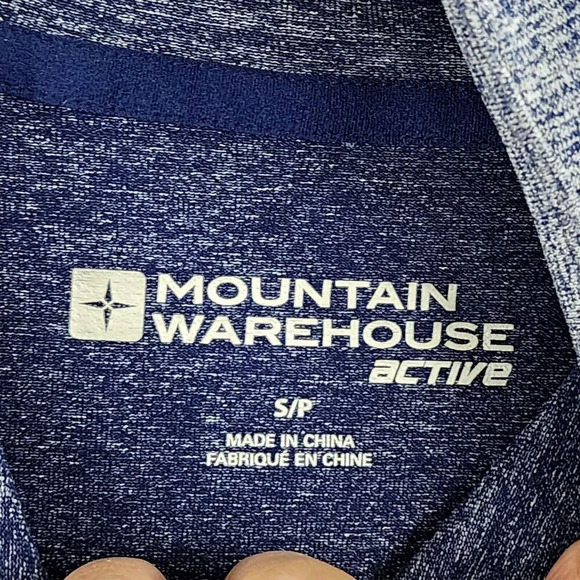 MOUNTAIN
WAREHOUSE
active
S/P
MADE IN CHINA
FABRIQUÉ EN CHINE